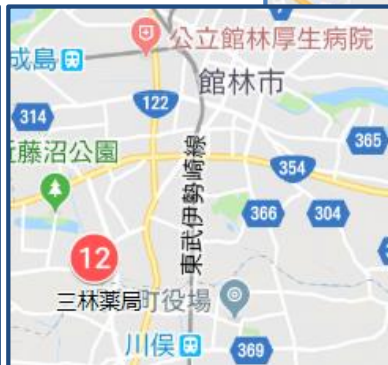 公立館林厚生病院
成島
館林市
122
314
365
藤沼公園
354
東武伊勢崎線
366
304
12
三林薬局
町役場
川俣
369